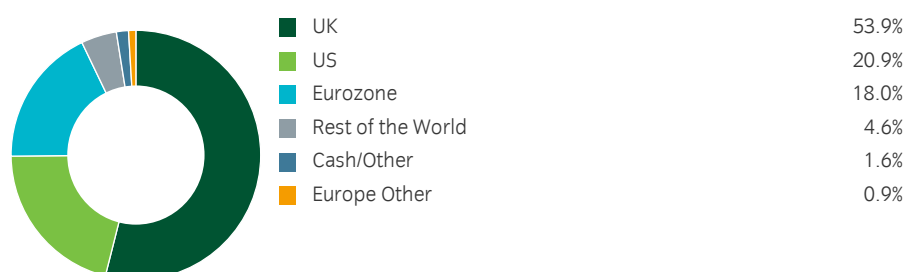 UK 53.9%
US 20.9%
Eurozone 18.0%
Rest of the World 4.6%
Cash/Other 1.6%
Europe Other 0.9%